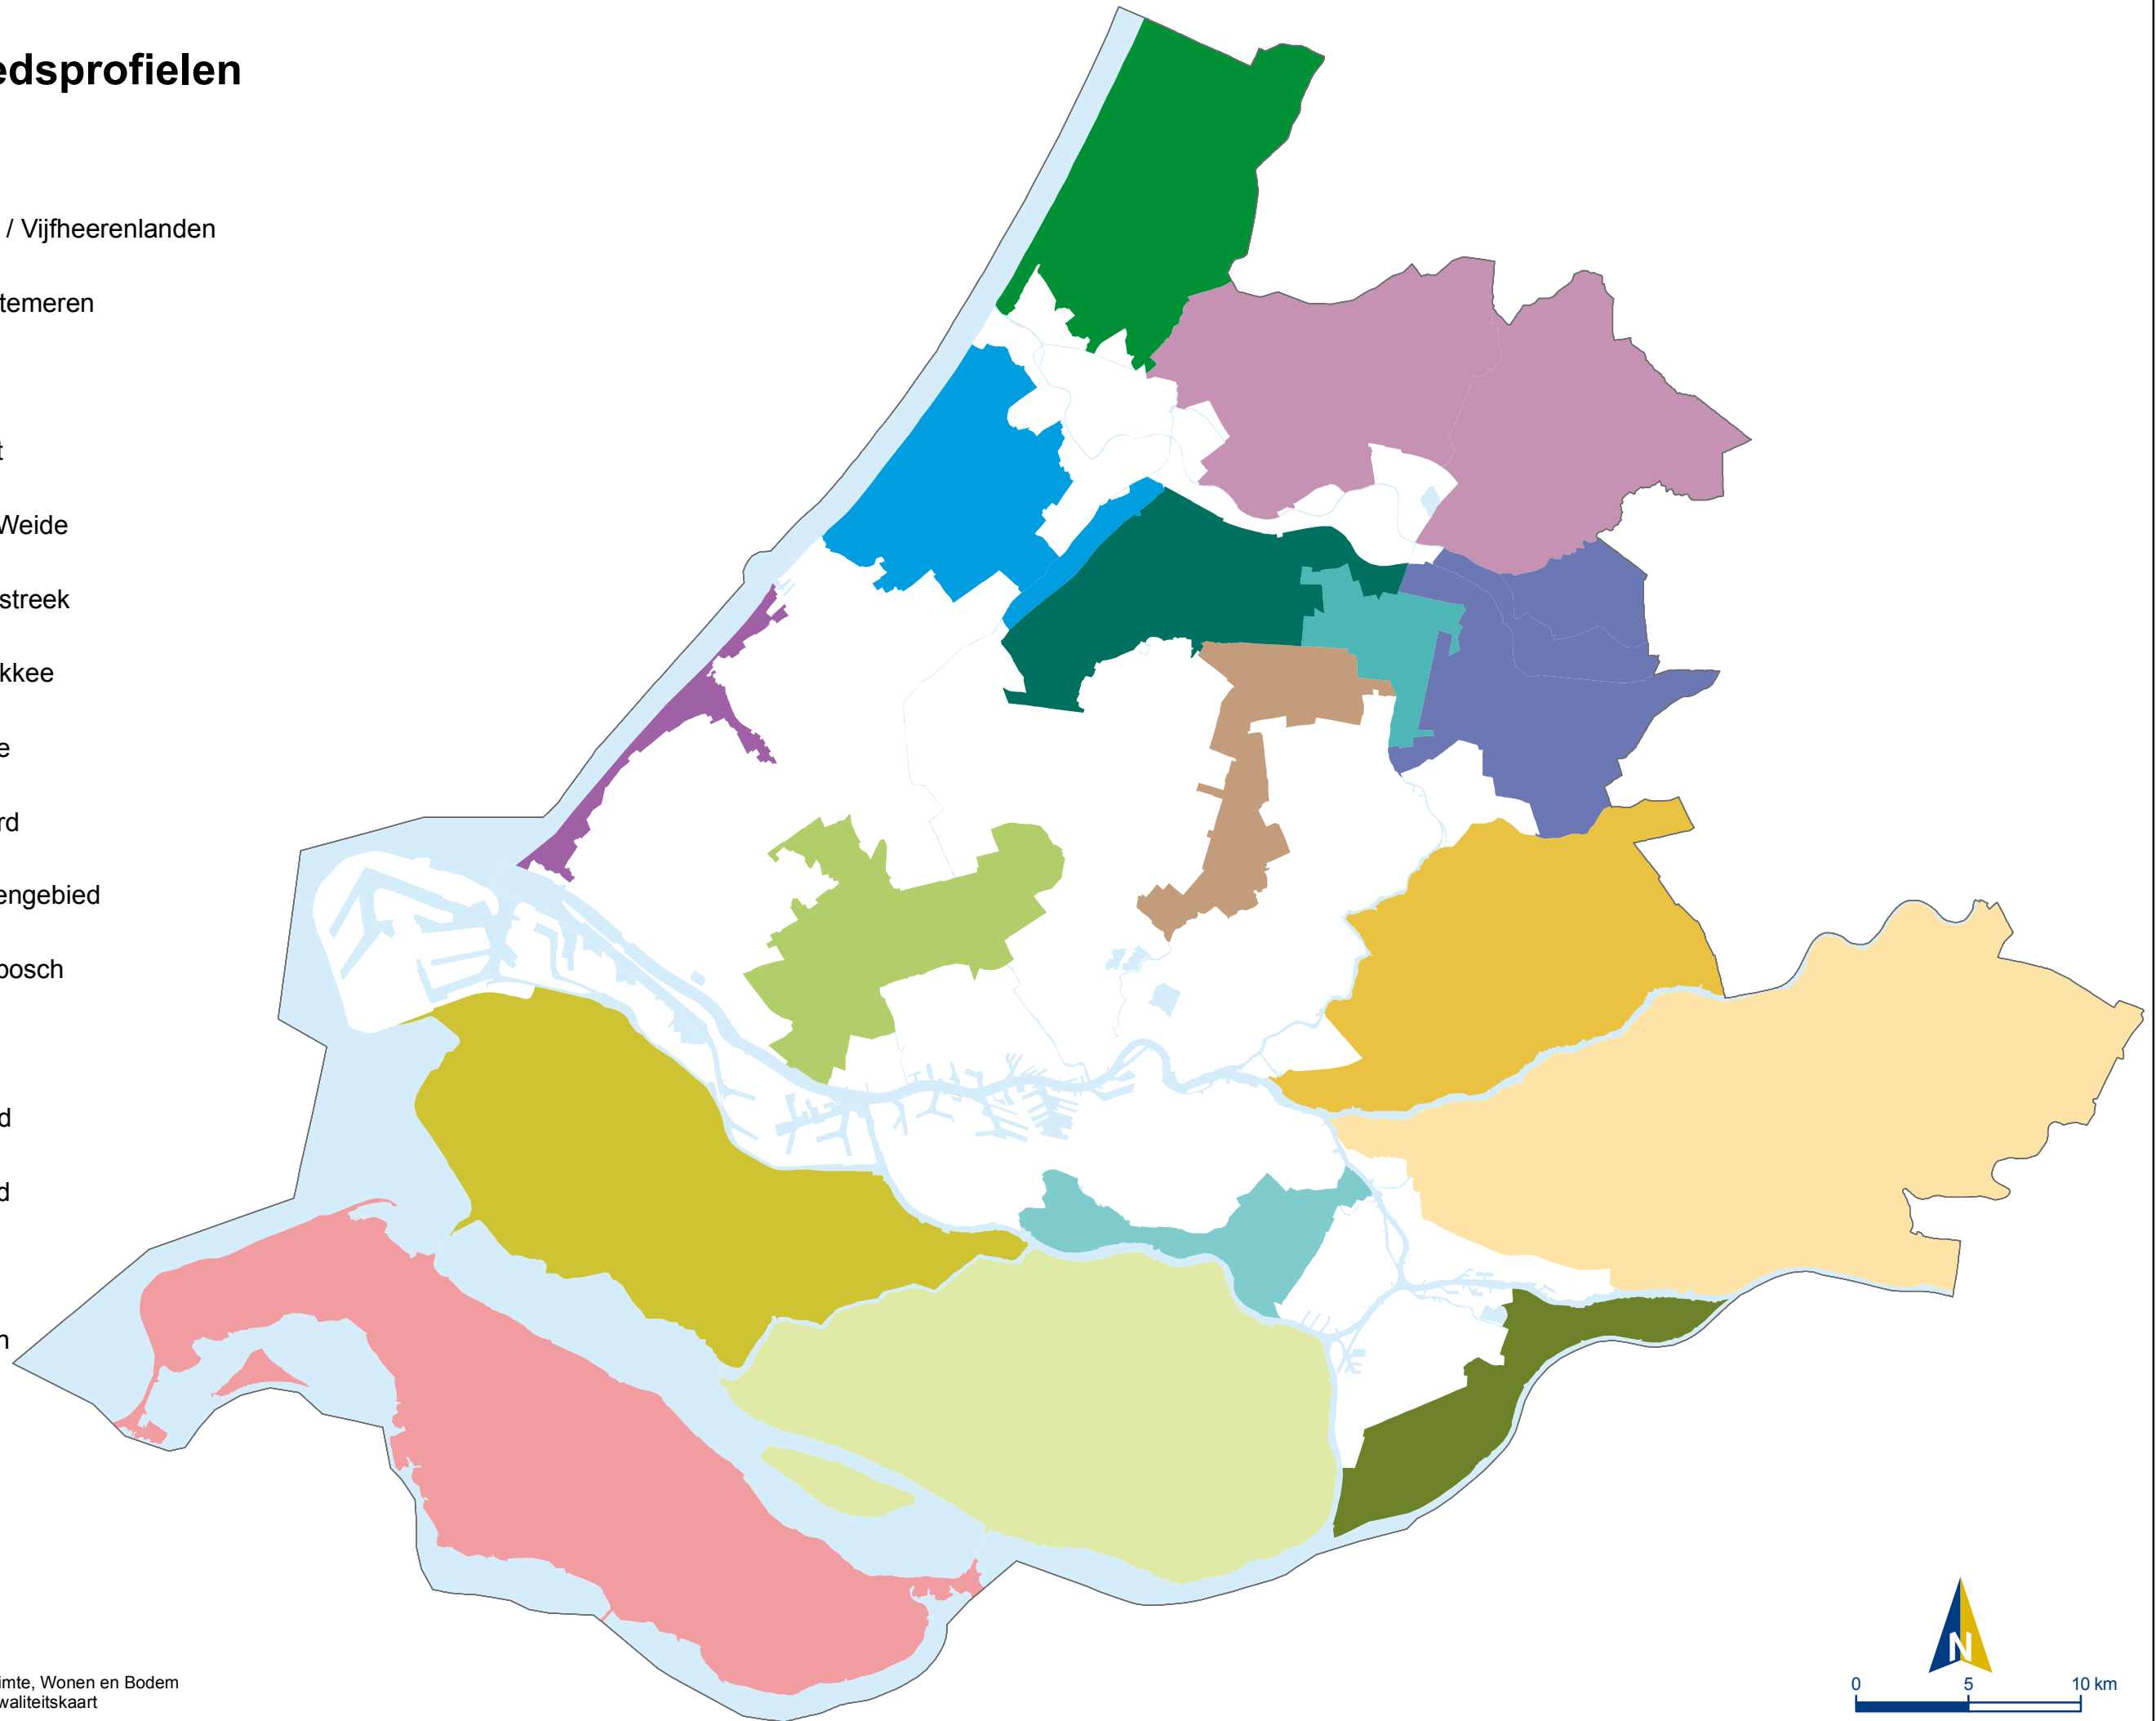 edsprofielen
/ Vijfheerenlanden
temeren
t
Weide
streek
kkee
e
rd
engebied
bosch
d
d
n
imte, Wonen en Bodem
waliteitskaart
N
0 5 10 km